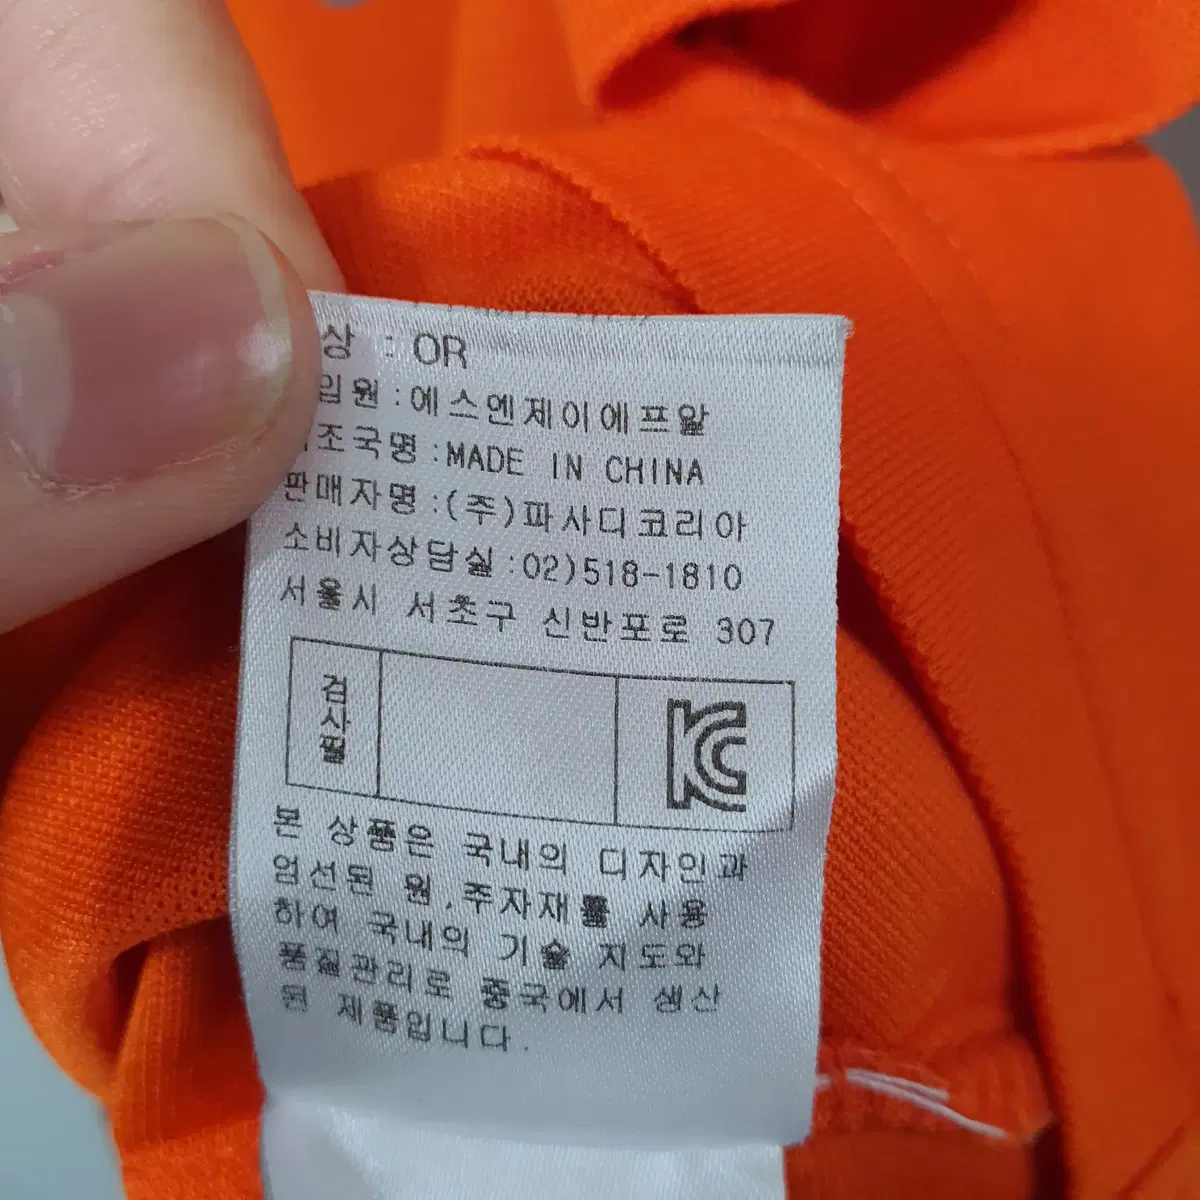 상 : OR
입원 : 에스엔제이에프알
조국명 : MADE IN CHINA
판매자명 : (주)파사디코리아
소비자상담실 : 02)518-1810
서울시 서초구 신반포로 307
검사필
KC
본 상품은 국내의 디자인과
엄선된 원,주자재를 사용
하여 국내의 기술 지도와
품질관리로 중국에서 생산
된 제품입니다.